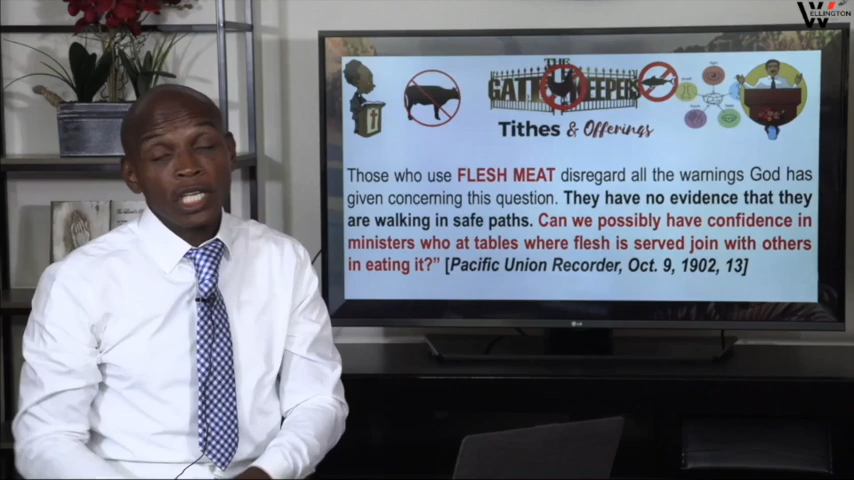 WELLINGTON
THE
GATEKEEPERS
Tithes & Offerings
Those who use FLESH MEAT disregard all the warnings God has
given concerning this question. They have no evidence that they
are walking in safe paths. Can we possibly have confidence in
ministers who at tables where flesh is served join with others
in eating it?” [Pacific Union Recorder, Oct. 9, 1902, 13]
LG